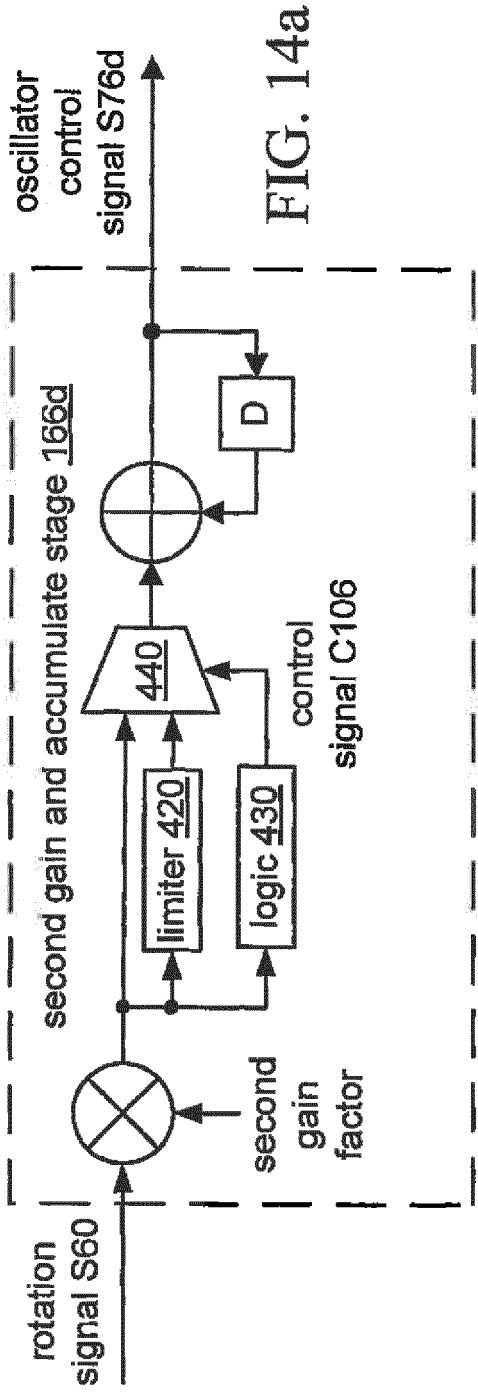 rotation
signal S60
second gain and accumulate stage 166d
second
gain
factor
limiter 420
logic 430
440
control
signal C106
D
oscillator
control
signal S76d
FIG. 14a